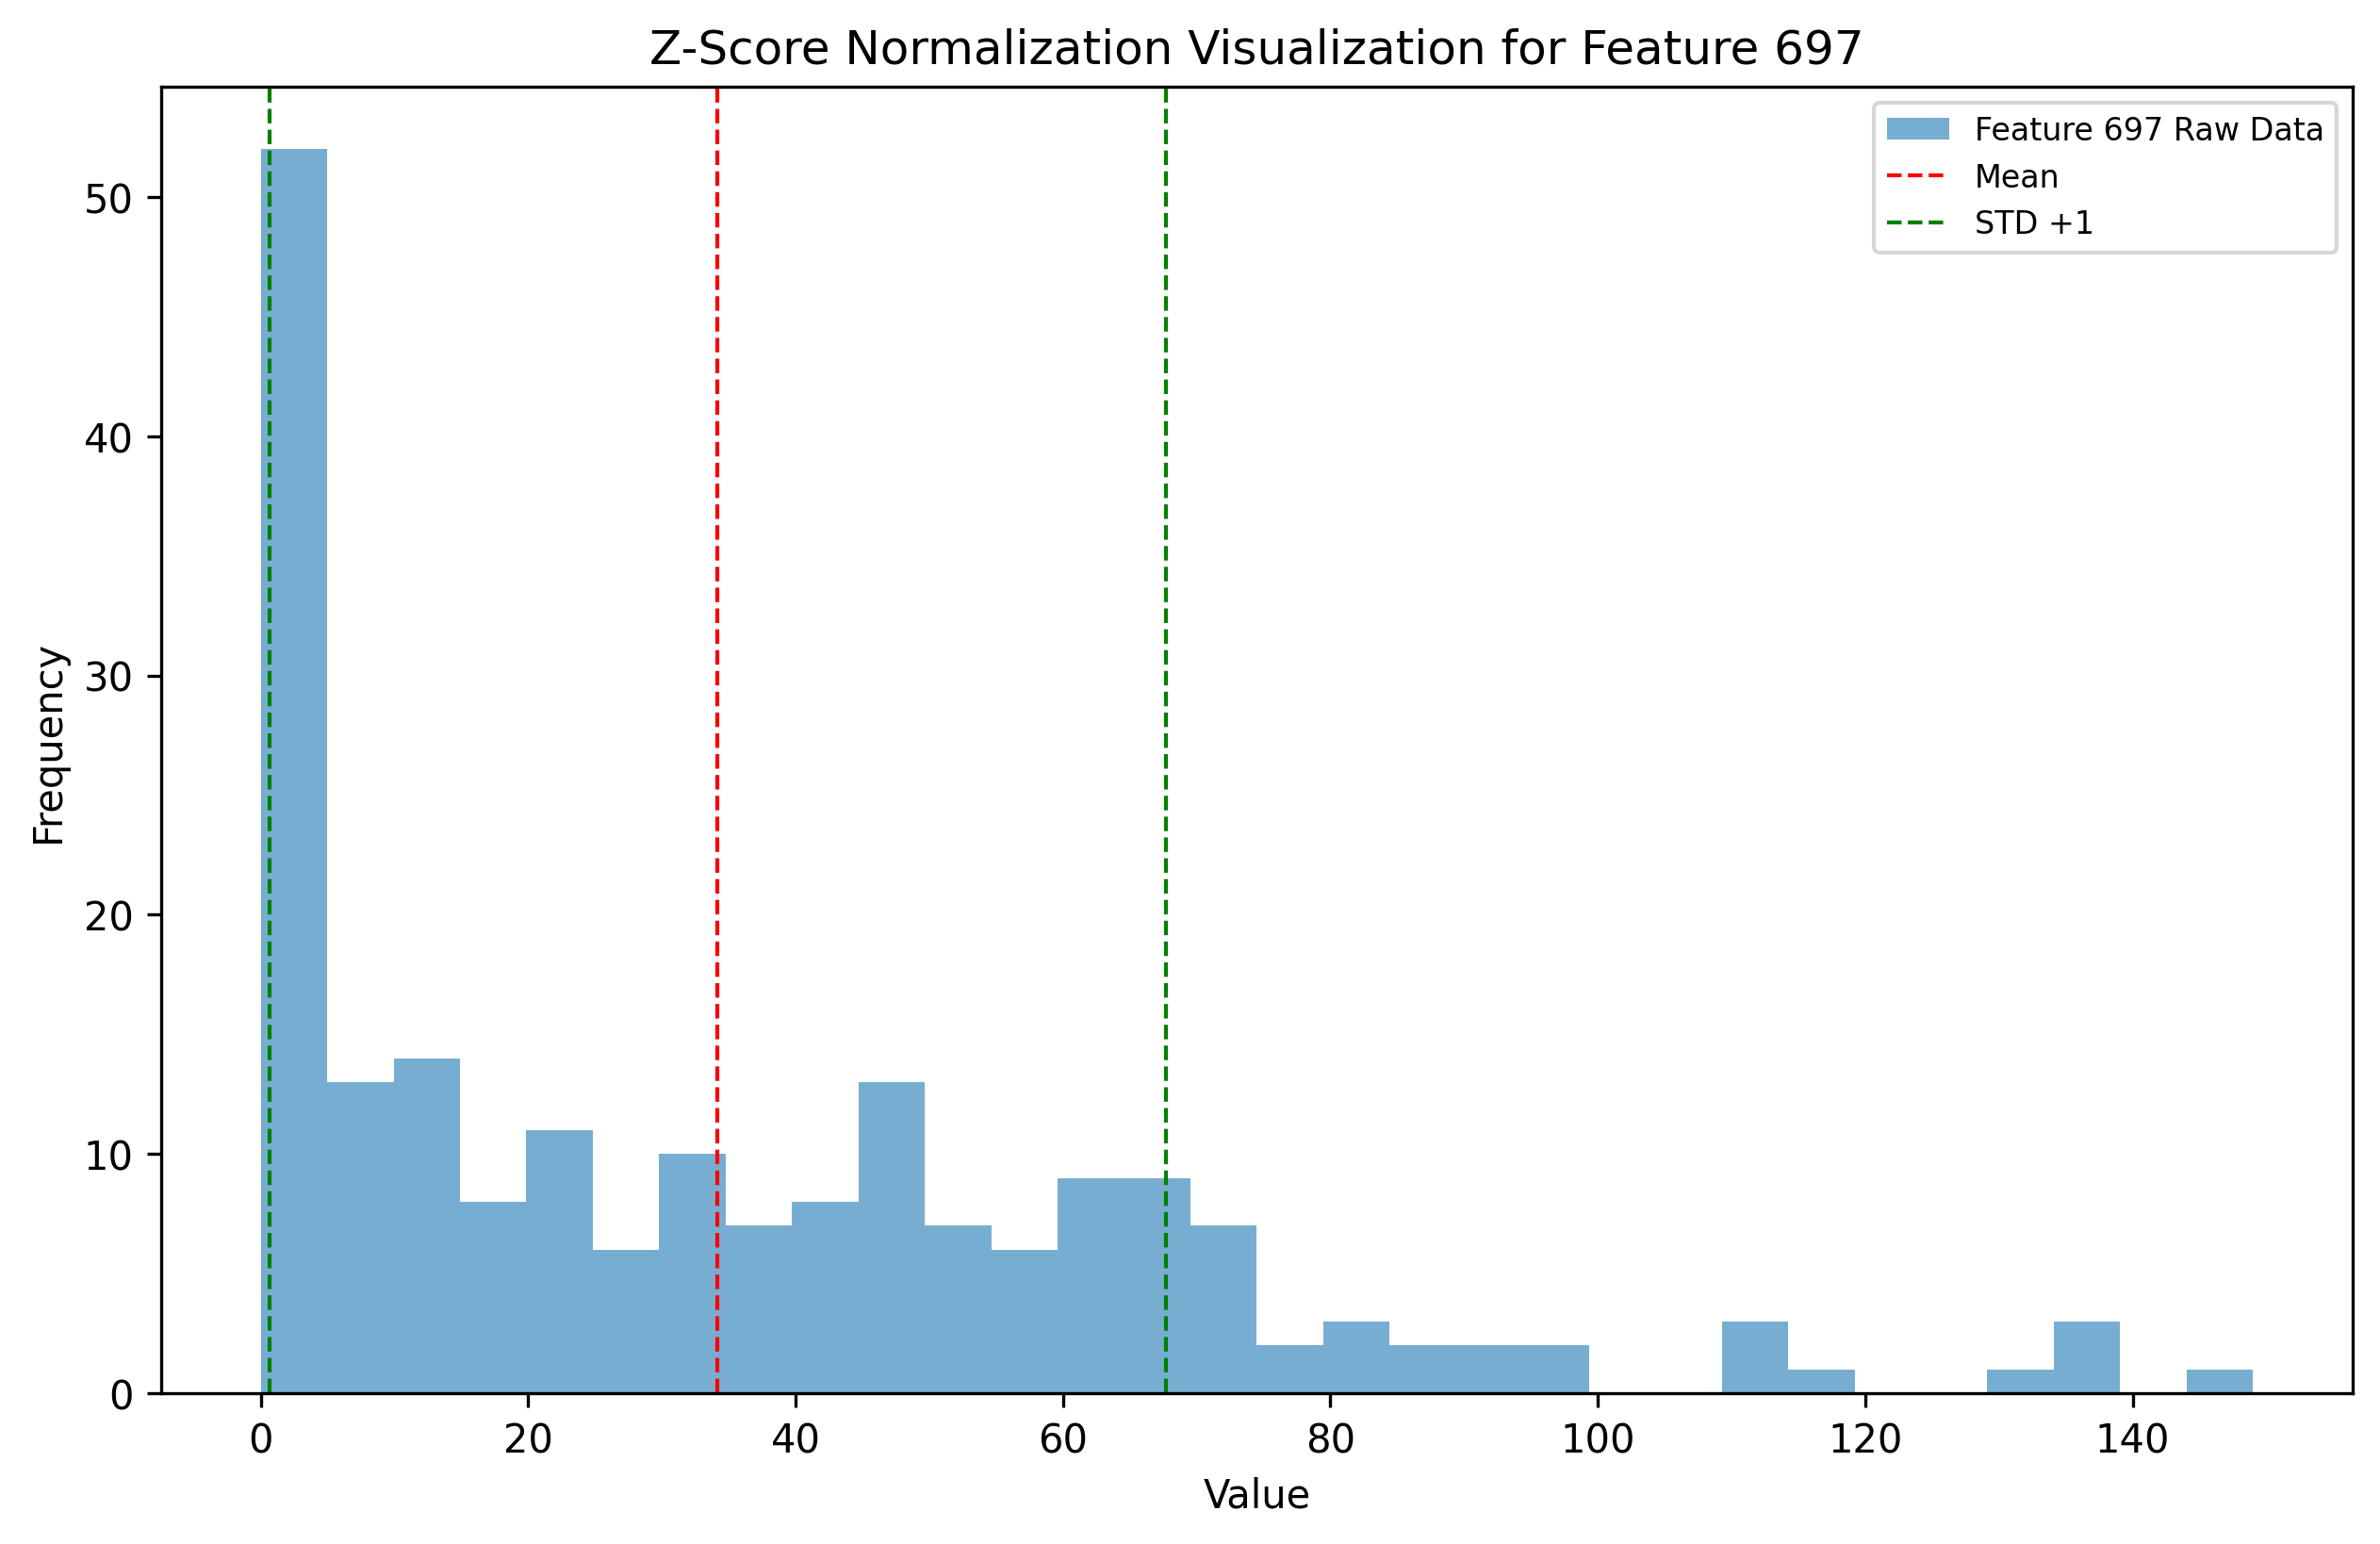 Z-Score Normalization Visualization for Feature 697
Feature 697 Raw Data
Mean
STD +1
Frequency
50
40
30
20
10
0
0 20 40 60 80 100 120 140
Value